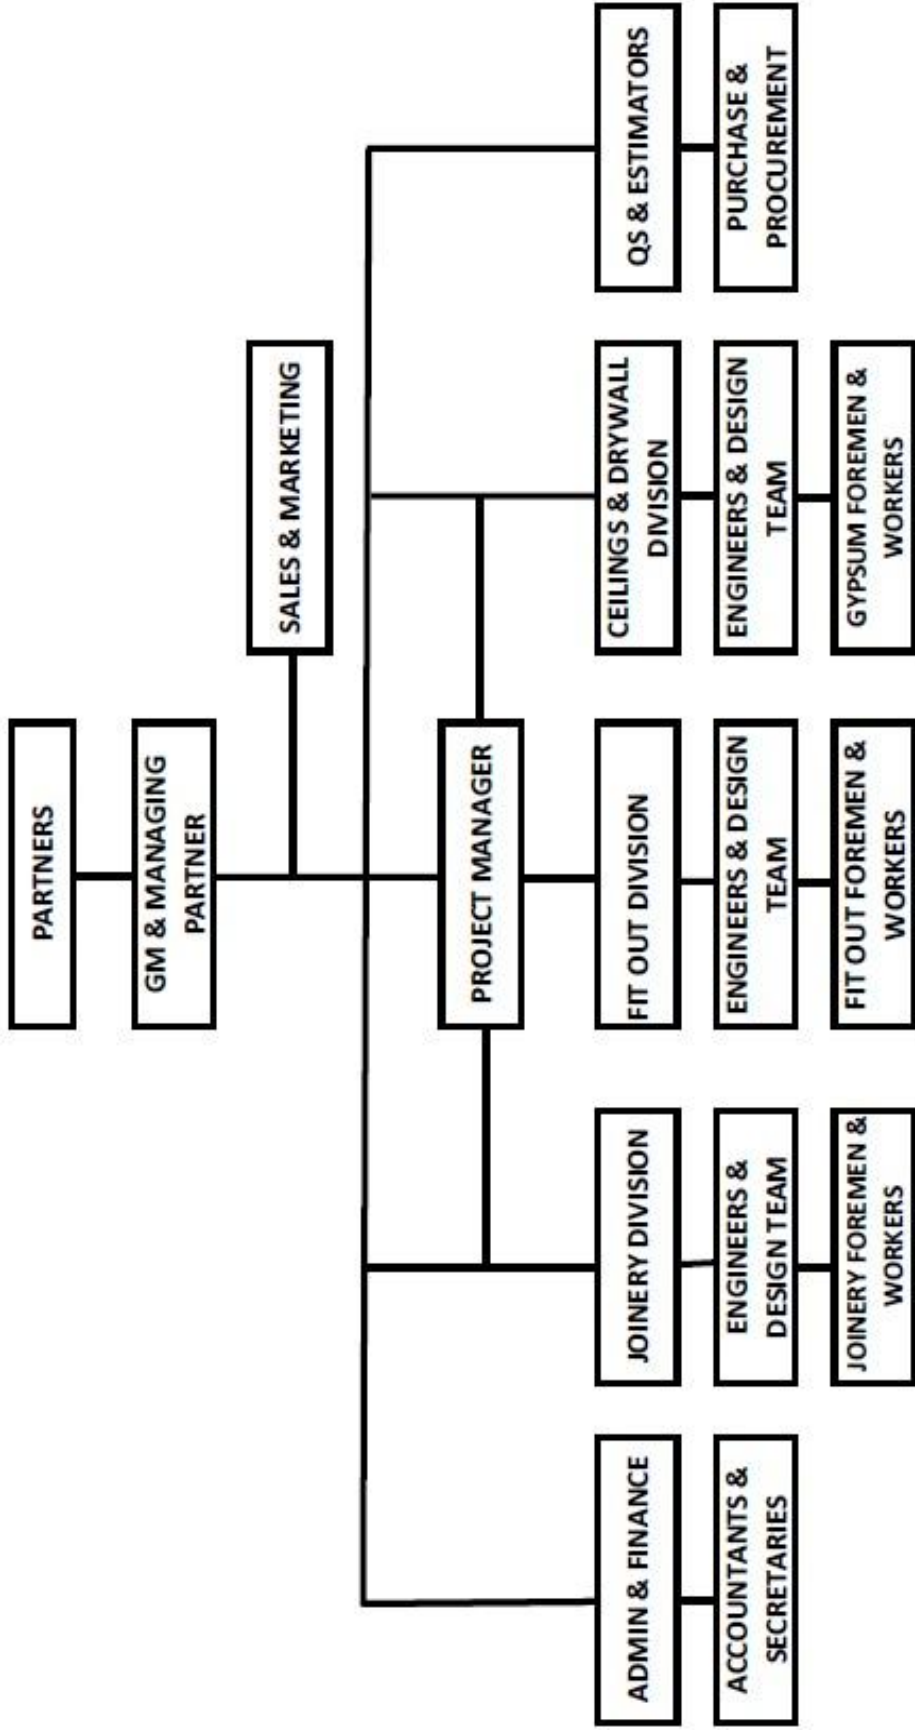 PARTNERS
GM & MANAGING
PARTNER
SALES & MARKETING
PROJECT MANAGER
ADMIN & FINANCE
JOINERY DIVISION
FIT OUT DIVISION
CEILINGS & DRYWALL
DIVISION
QS & ESTIMATORS
ACCOUNTANTS &
SECRETARIES
ENGINEERS &
DESIGN TEAM
ENGINEERS & DESIGN
TEAM
ENGINEERS & DESIGN
TEAM
PURCHASE &
PROCUREMENT
JOINERY FOREMEN &
WORKERS
FIT OUT FOREMEN &
WORKERS
GYPSUM FOREMEN &
WORKERS